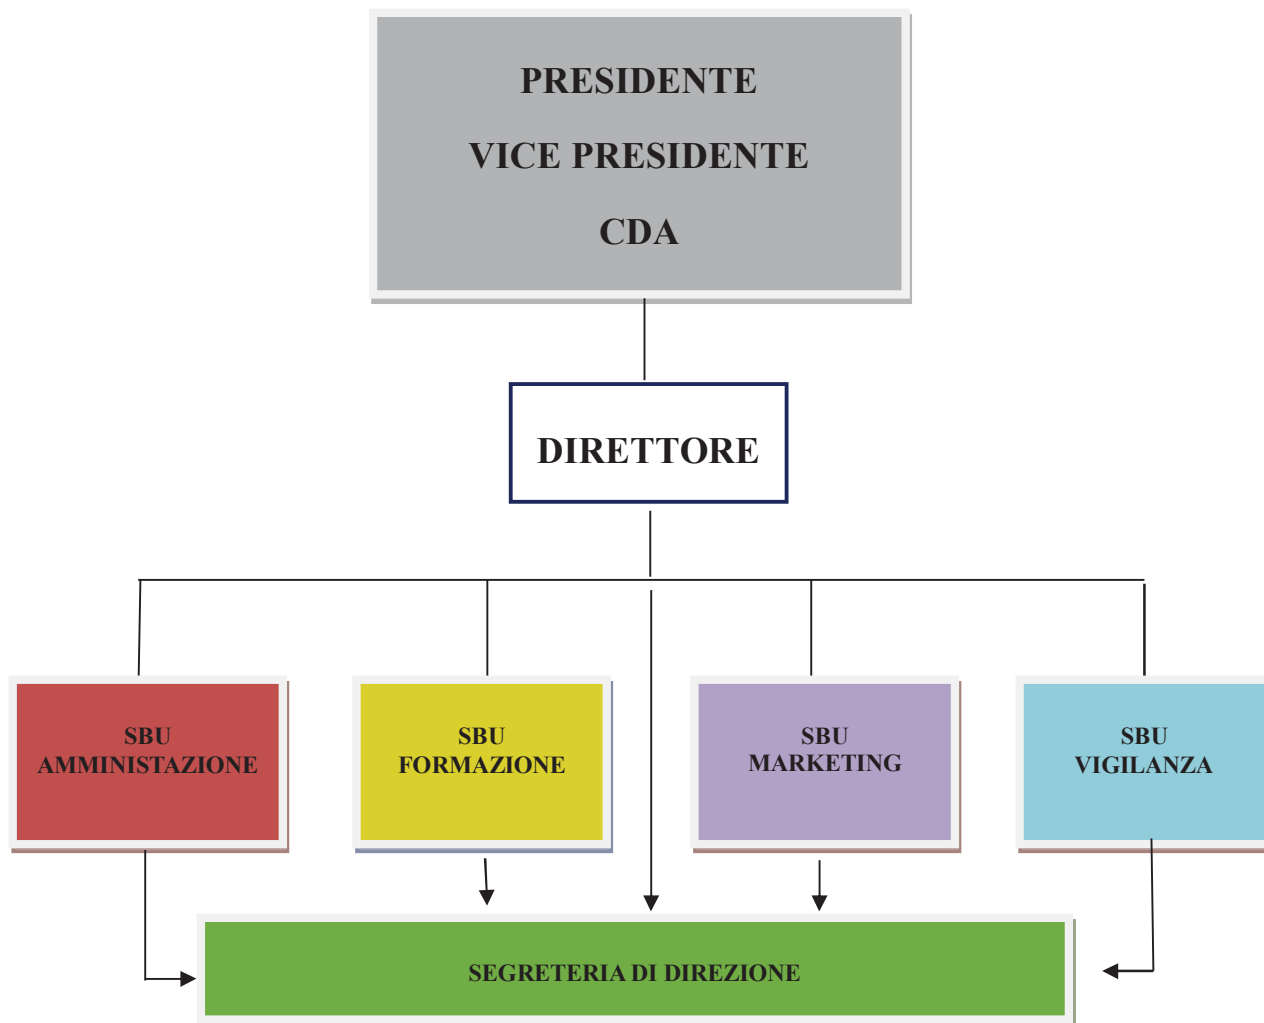 PRESIDENTE
VICE PRESIDENTE
CDA
DIRETTORE
SBU
AMMINISTAZIONE
SBU
FORMAZIONE
SBU
MARKETING
SBU
VIGILANZA
SEGRETERIA DI DIREZIONE